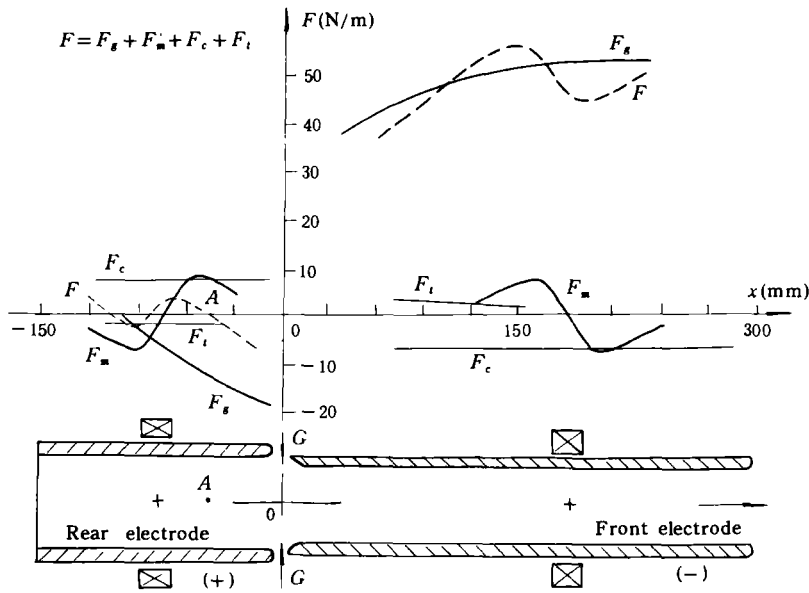 F (N/m)
F = F_g + F_m + F_c + F_t
50
F_g
F
40
30
20
F_c
10
F
A
F_t
F_m
x (mm)
-150
0
150
300
F_t
F_m
F_c
-10
F_g
-20
G
A
0
Rear electrode
Front electrode
(+)
G
(-)